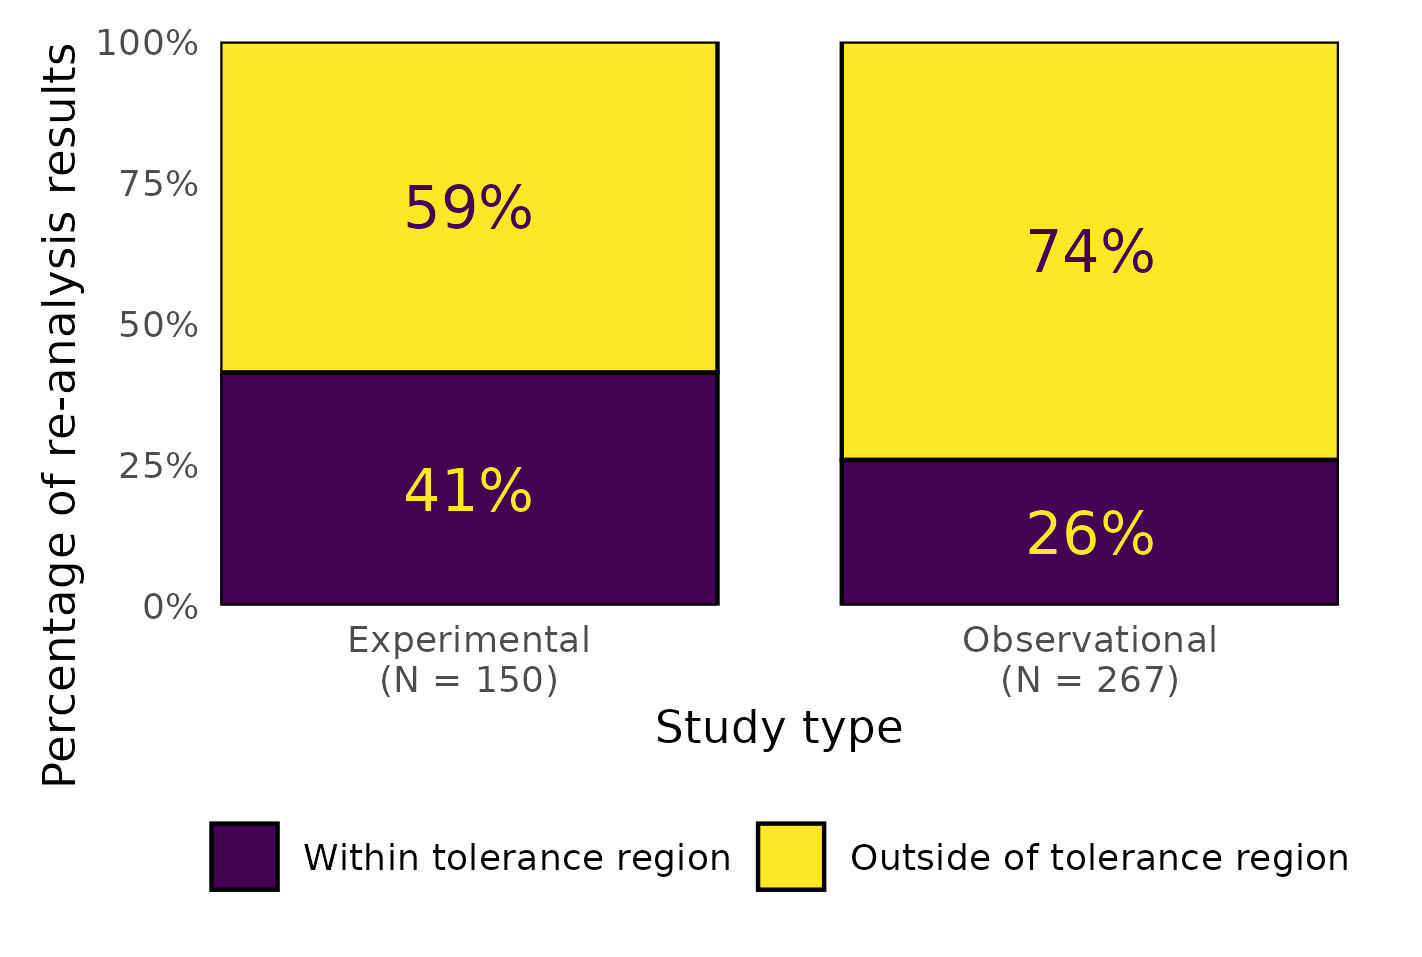 Percentage of re-analysis results
100%
75%
50%
25%
0%
59%
41%
74%
26%
Experimental
(N = 150)
Observational
(N = 267)
Study type
Within tolerance region
Outside of tolerance region